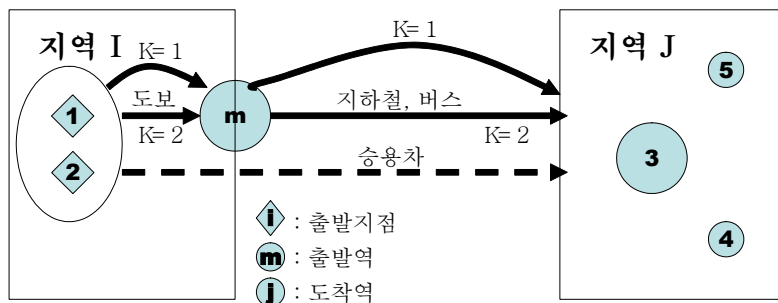 지역 I
K= 1
K= 1
지역 J
5
1
도보
m
지하철, 버스
K= 2
K= 2
2
승용차
3
4
i : 출발지점
m : 출발역
j : 도착역